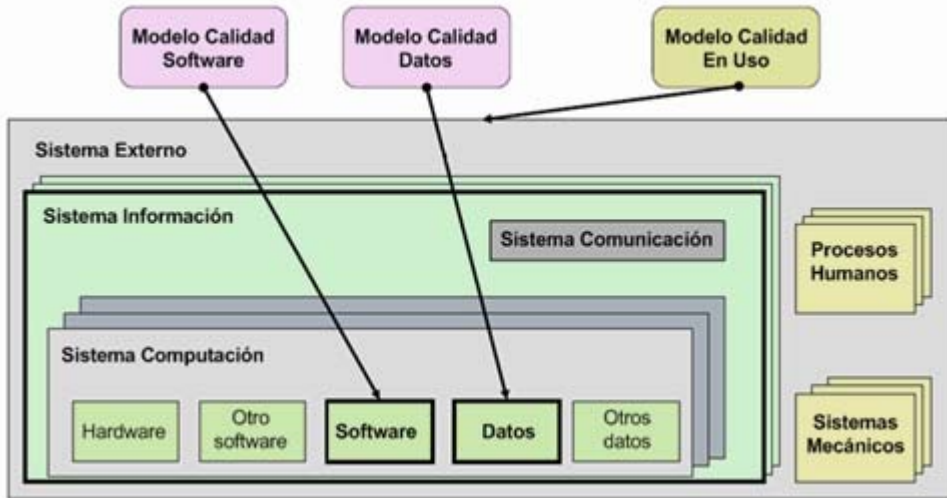 Modelo Calidad
Software
Modelo Calidad
Datos
Modelo Calidad
En Uso
Sistema Externo
Sistema Información
Sistema Comunicación
Procesos
Humanos
Sistema Computación
Hardware
Otro
software
Software
Datos
Otros
datos
Sistemas
Mecánicos